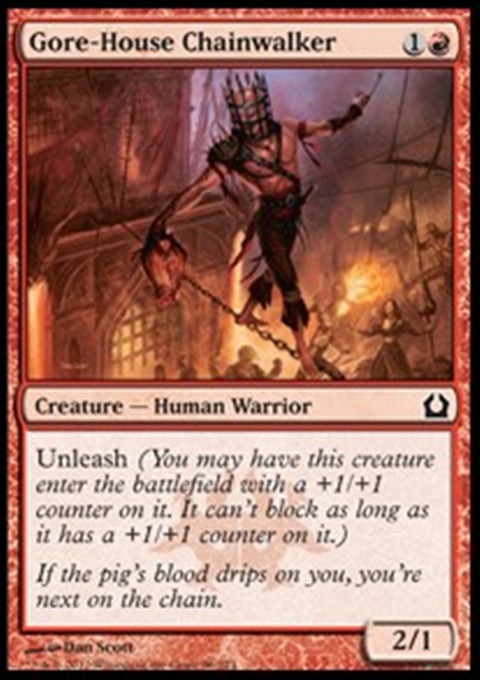 Gore-House Chainwalker 1
Creature — Human Warrior
Unleash (You may have this creature
enter the battlefield with a +1/+1
counter on it. It can't block as long as
it has a +1/+1 counter on it.)
If the pig's blood drips on you, you're
next on the chain.
Dan Scott
2/1